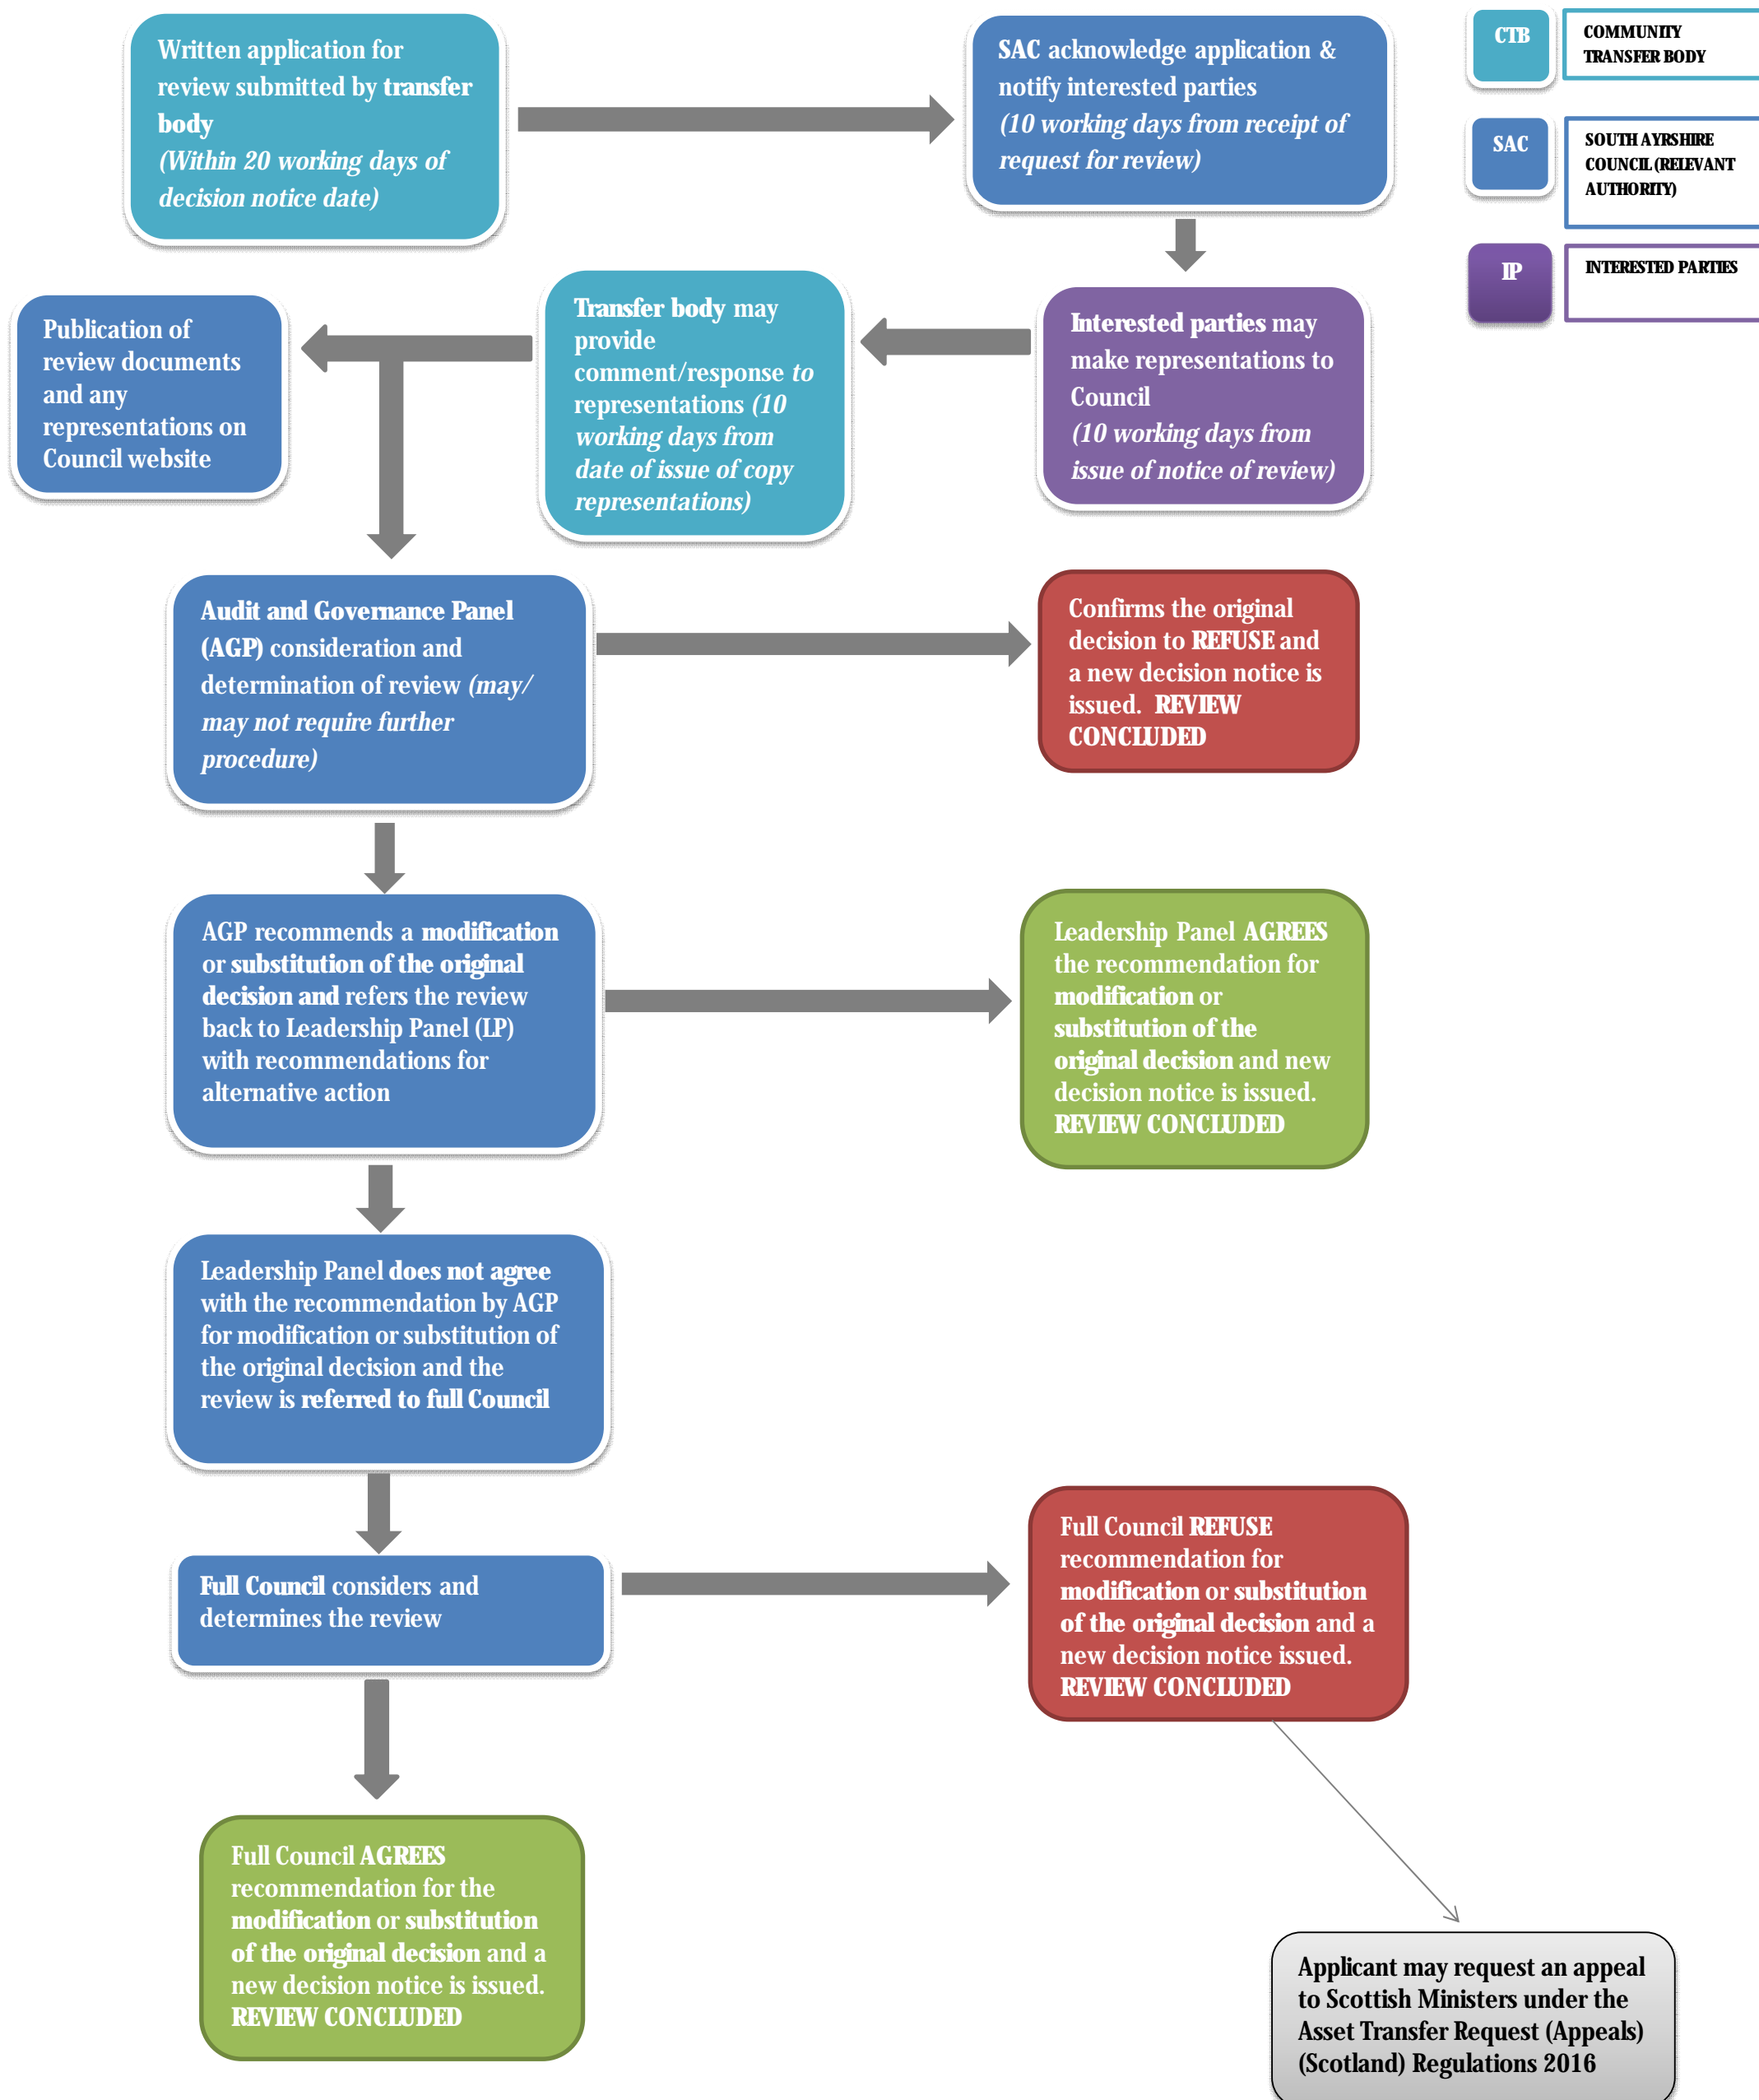 Written application for
review submitted by transfer
body
(Within 20 working days of
decision notice date)
SAC acknowledge application &
notify interested parties
(10 working days from receipt of
request for review)
CTB
COMMUNITY
TRANSFER BODY
SAC
SOUTH AYRSHIRE
COUNCIL (RELEVANT
AUTHORITY)
IP
INTERESTED PARTIES
Publication of
review documents
and any
representations on
Council website
Transfer body may
provide
comment/response to
representations (10
working days from
date of issue of copy
representations)
Interested parties may
make representations to
Council
(10 working days from
issue of notice of review)
Audit and Governance Panel
(AGP) consideration and
determination of review (may/
may not require further
procedure)
Confirms the original
decision to REFUSE and
a new decision notice is
issued. REVIEW
CONCLUDED
AGP recommends a modification
or substitution of the original
decision and refers the review
back to Leadership Panel (LP)
with recommendations for
alternative action
Leadership Panel AGREES
the recommendation for
modification or
substitution of the
original decision and new
decision notice is issued.
REVIEW CONCLUDED
Leadership Panel does not agree
with the recommendation by AGP
for modification or substitution of
the original decision and the
review is referred to full Council
Full Council considers and
determines the review
Full Council REFUSE
recommendation for
modification or substitution
of the original decision and a
new decision notice issued.
REVIEW CONCLUDED
Full Council AGREES
recommendation for the
modification or substitution
of the original decision and a
new decision notice is issued.
REVIEW CONCLUDED
Applicant may request an appeal
to Scottish Ministers under the
Asset Transfer Request (Appeals)
(Scotland) Regulations 2016